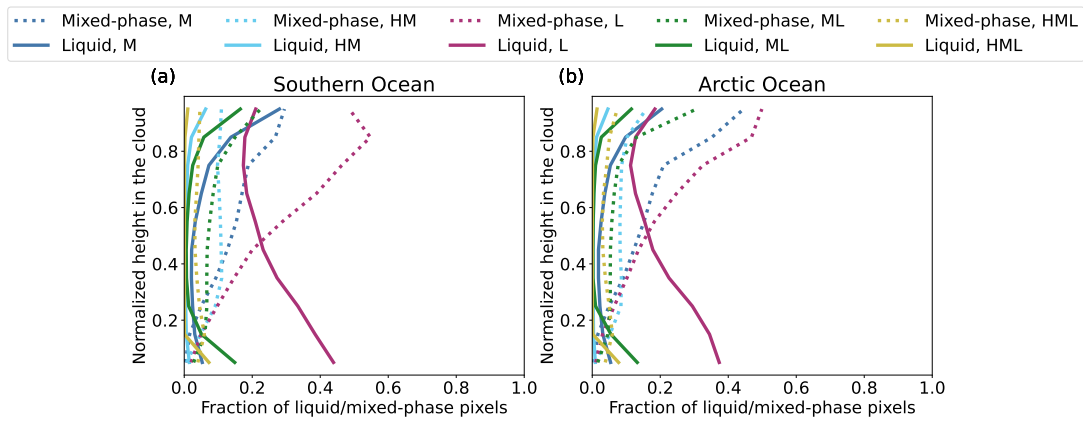 Mixed-phase, M Mixed-phase, HM Mixed-phase, L Mixed-phase, ML Mixed-phase, HML
Liquid, M Liquid, HM Liquid, L Liquid, ML Liquid, HML
(a) Southern Ocean (b) Arctic Ocean
Normalized height in the cloud
0.8
0.6
0.4
0.2
0.0 0.2 0.4 0.6 0.8 1.0
Fraction of liquid/mixed-phase pixels
Normalized height in the cloud
0.8
0.6
0.4
0.2
0.0 0.2 0.4 0.6 0.8 1.0
Fraction of liquid/mixed-phase pixels